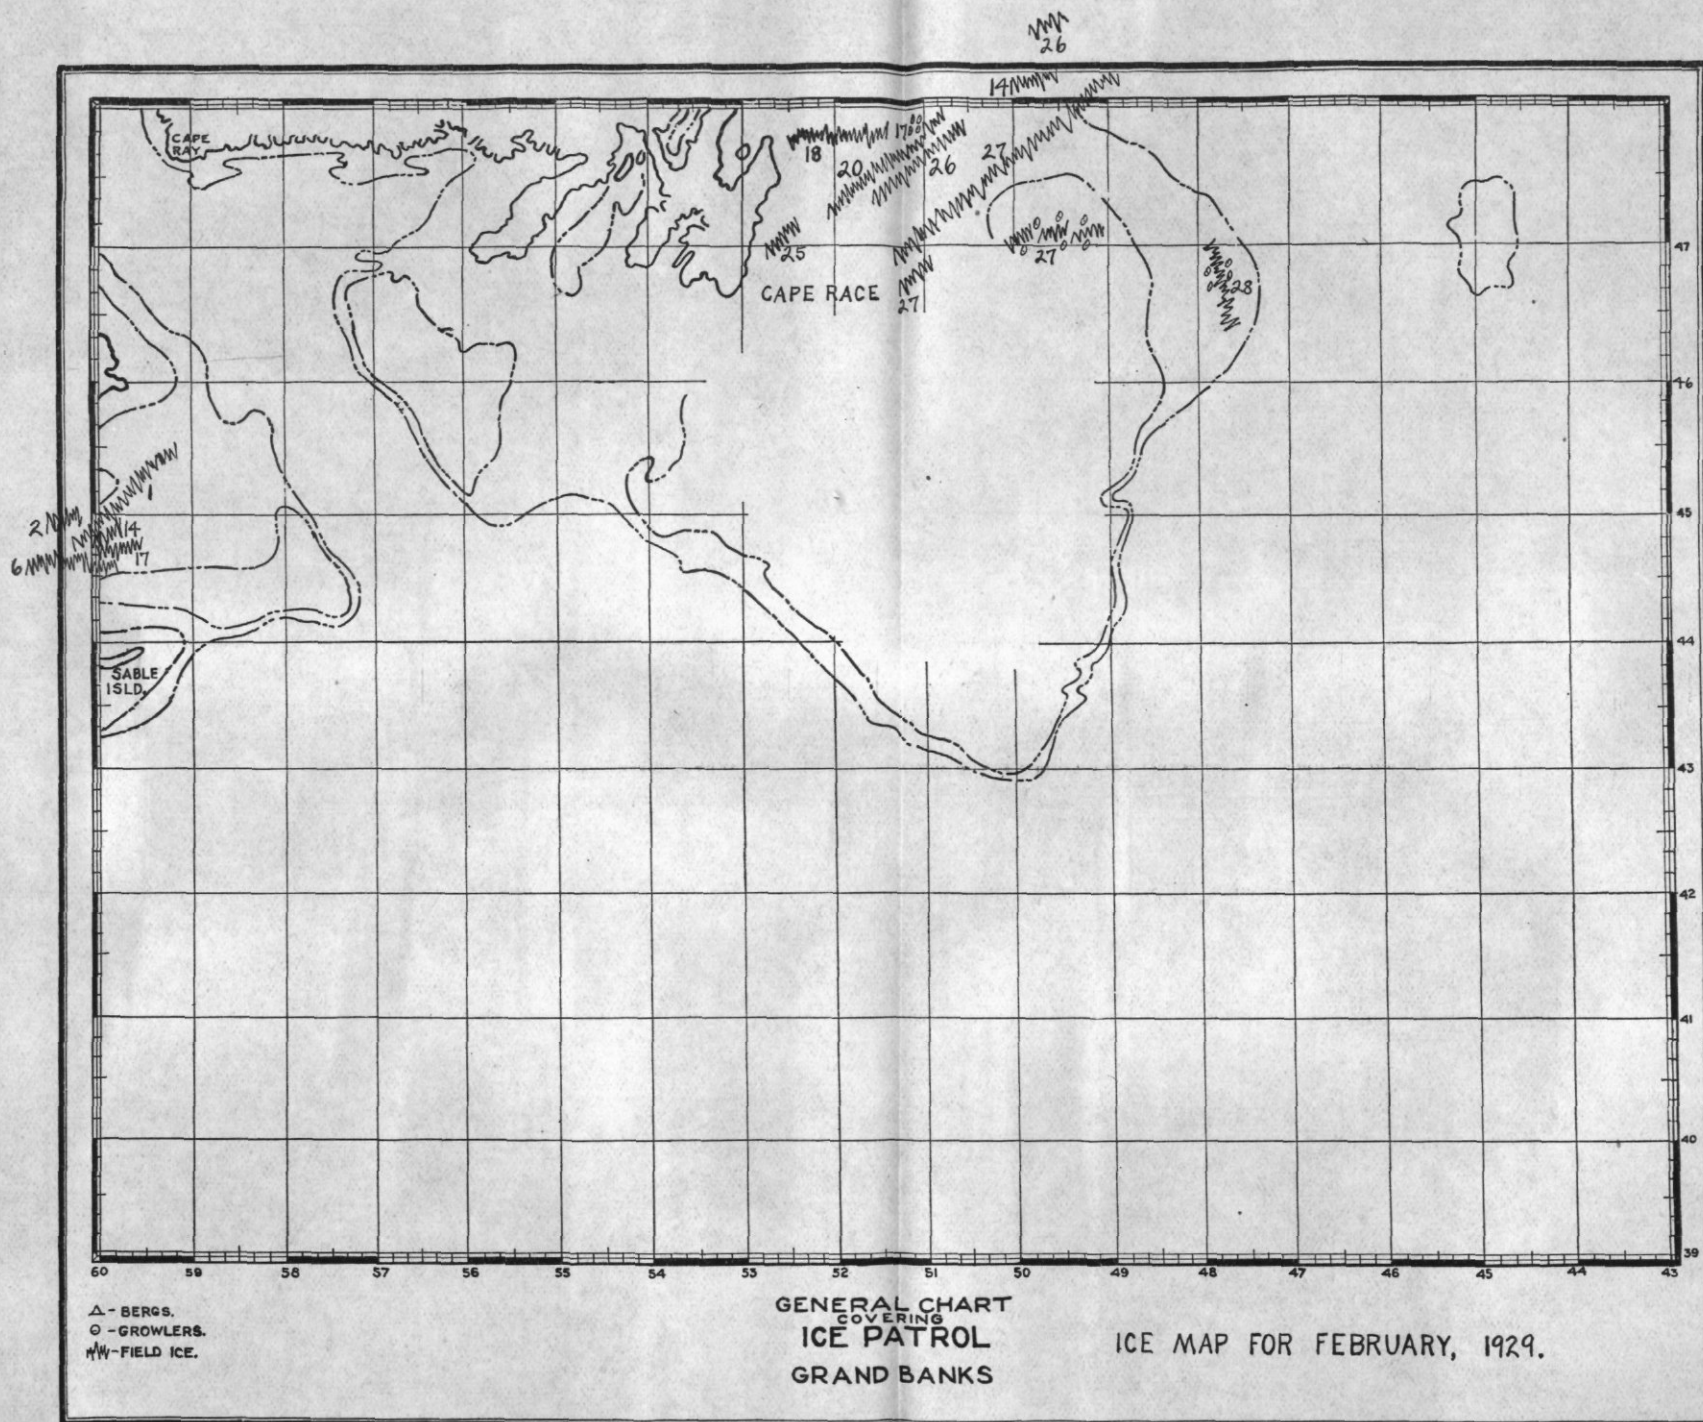 26
14
CAPE
RAY
18
17
20
26
27
25
27
28
47
CAPE RACE
27
46
2
14
45
6
17
44
SABLE
ISLD.
43
42
41
40
39
60 59 58 57 56 55 54 53 52 51 50 49 48 47 46 45 44 43
△ - BERGS.
○ - GROWLERS.
- FIELD ICE.
GENERAL CHART
COVERING
ICE PATROL
GRAND BANKS
ICE MAP FOR FEBRUARY, 1929.